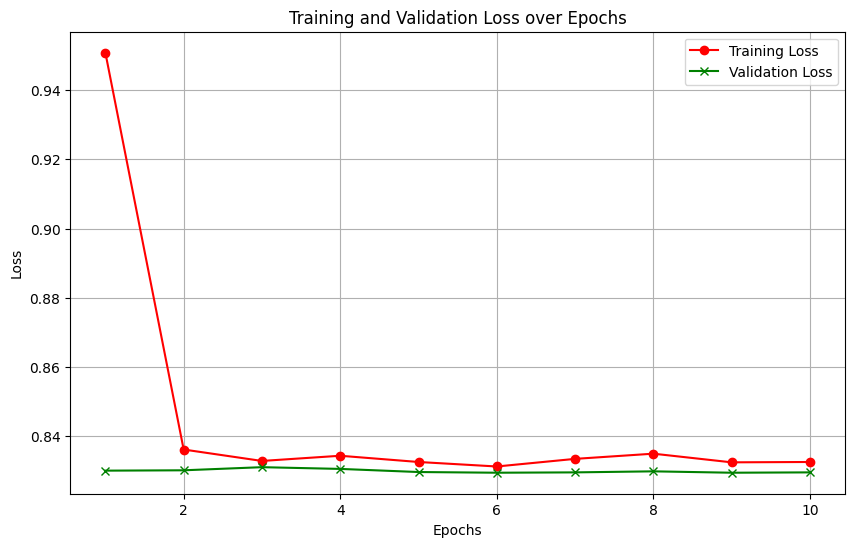 Training and Validation Loss over Epochs
Training Loss
Validation Loss
0.94
0.92
0.90
0.88
0.86
0.84
Loss
2
4
6
8
10
Epochs